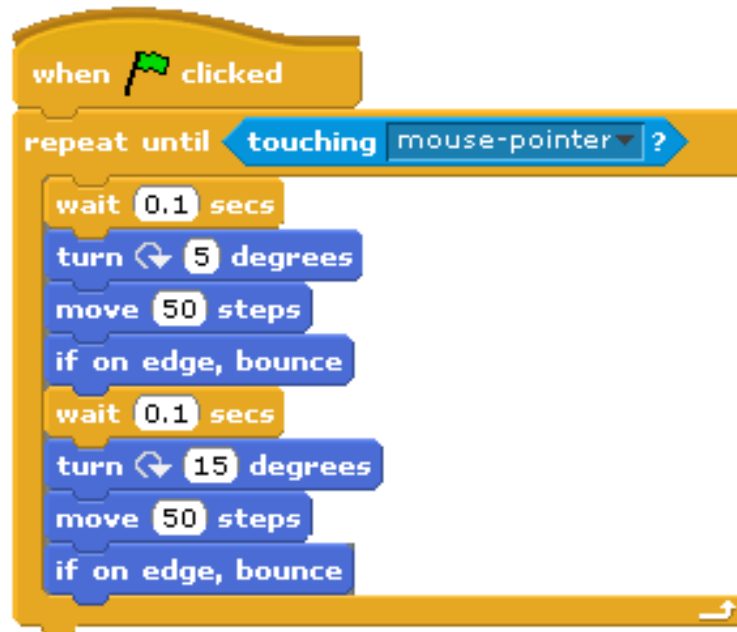 when clicked
repeat until touching mouse-pointer ?
wait 0.1 secs
turn 5 degrees
move 50 steps
if on edge, bounce
wait 0.1 secs
turn 15 degrees
move 50 steps
if on edge, bounce